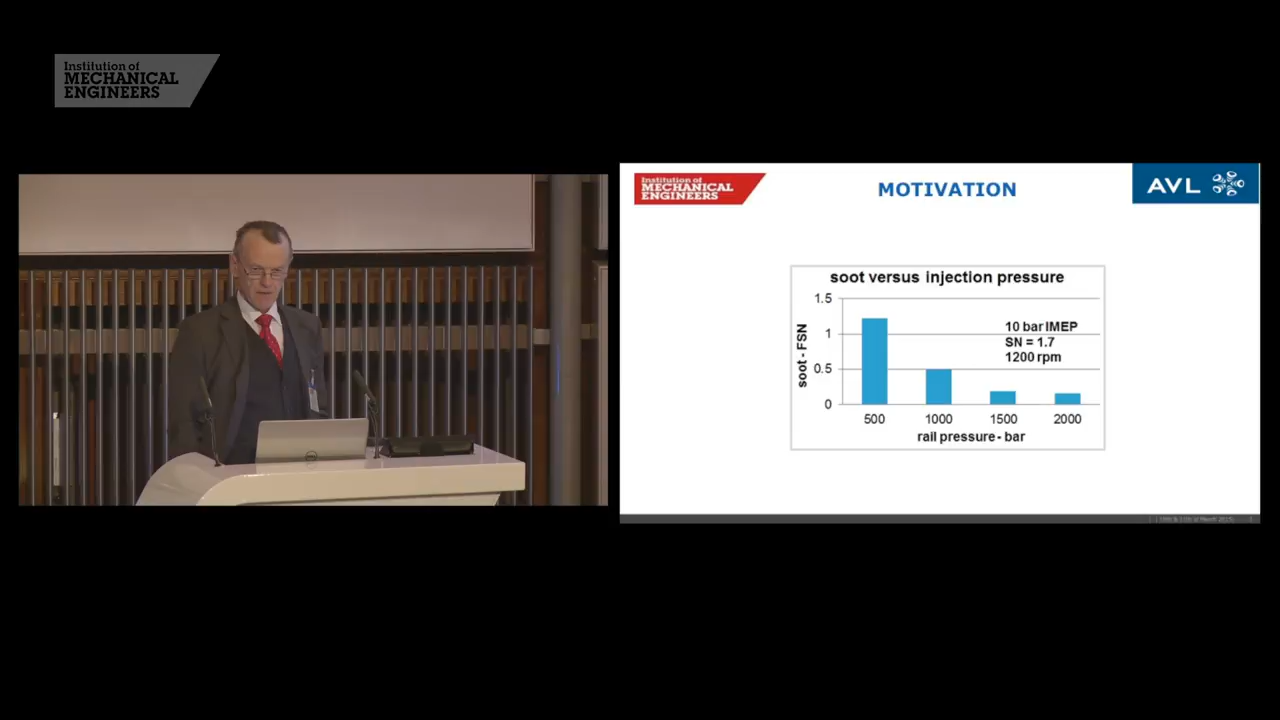 Institution of
MECHANICAL
ENGINEERS
Institution of
MECHANICAL
ENGINEERS
MOTIVATION
AVL
soot versus injection pressure
1.5
1
0.5
0
soot - FSN
10 bar IMEP
SN = 1.7
1200 rpm
500 1000 1500 2000
rail pressure - bar